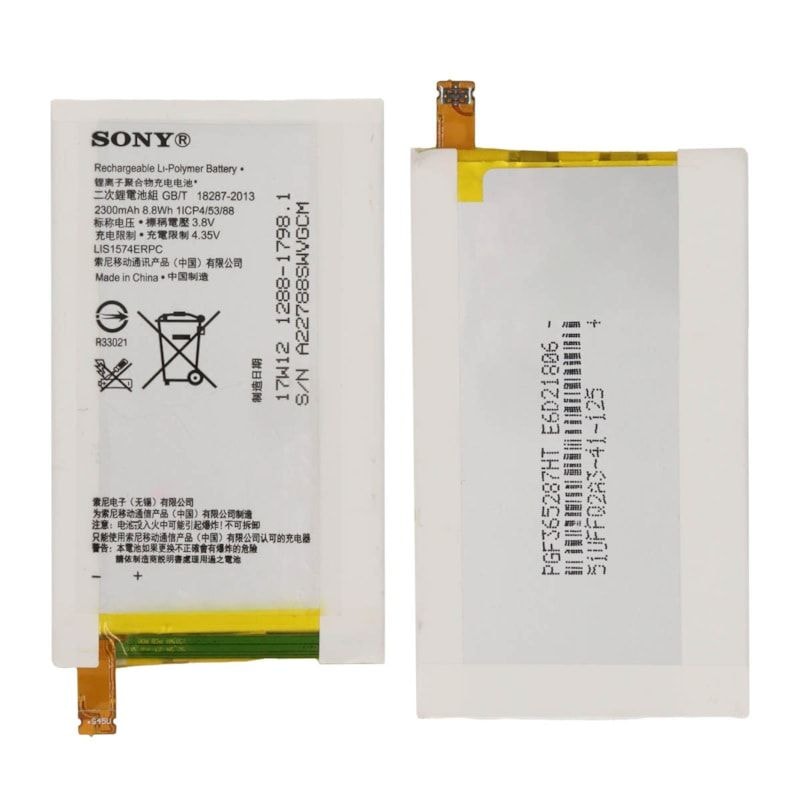 SONY®
Rechargeable Li-Polymer Battery •
锂离子聚合物充电电池*
二次鋰電池組 GB/T 18287-2013
2300mAh 8.8Wh 1ICP4/53/88
标称电压 • 標稱電壓 3.8V
充电限制 • 充電限制 4.35V
LIS1574ERPC
索尼移动通讯产品（中国）有限公司
Made in China • 中国制造
R33021
制造日期
17W12 1288-1798.1
S/N A22788SWVGCM
索尼电子（无锡）有限公司
为索尼移动通信产品（中国）有限公司制造
注意: 电池投入火中可能引起爆炸! 不可拆卸
只能使用索尼移动通信产品（中国）有限公司认可的充电器
警告: 本電池如果更换不正確會有爆炸的危險
請依制造商說明書處理用過之電池
- +
PGF365287HT E6D21806 -
51UFF02A3-41-125 +